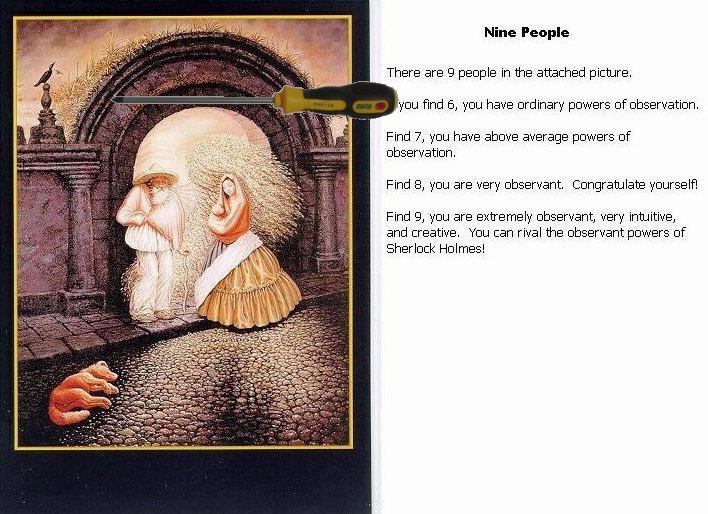 Nine People
There are 9 people in the attached picture.
you find 6, you have ordinary powers of observation.
Find 7, you have above average powers of
observation.
Find 8, you are very observant.  Congratulate yourself!
Find 9, you are extremely observant, very intuitive,
and creative.  You can rival the observant powers of
Sherlock Holmes!